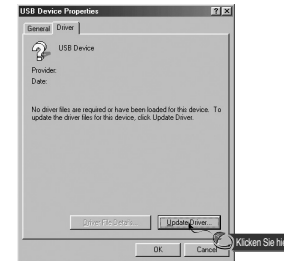 USB Device Properties
General Driver
USB Device
Provider:
Date:
No driver files are required or have been loaded for this device. To
update the driver files for this device, click Update Driver.
Driver File Details... Update Driver...
OK Cancel
Klicken Sie